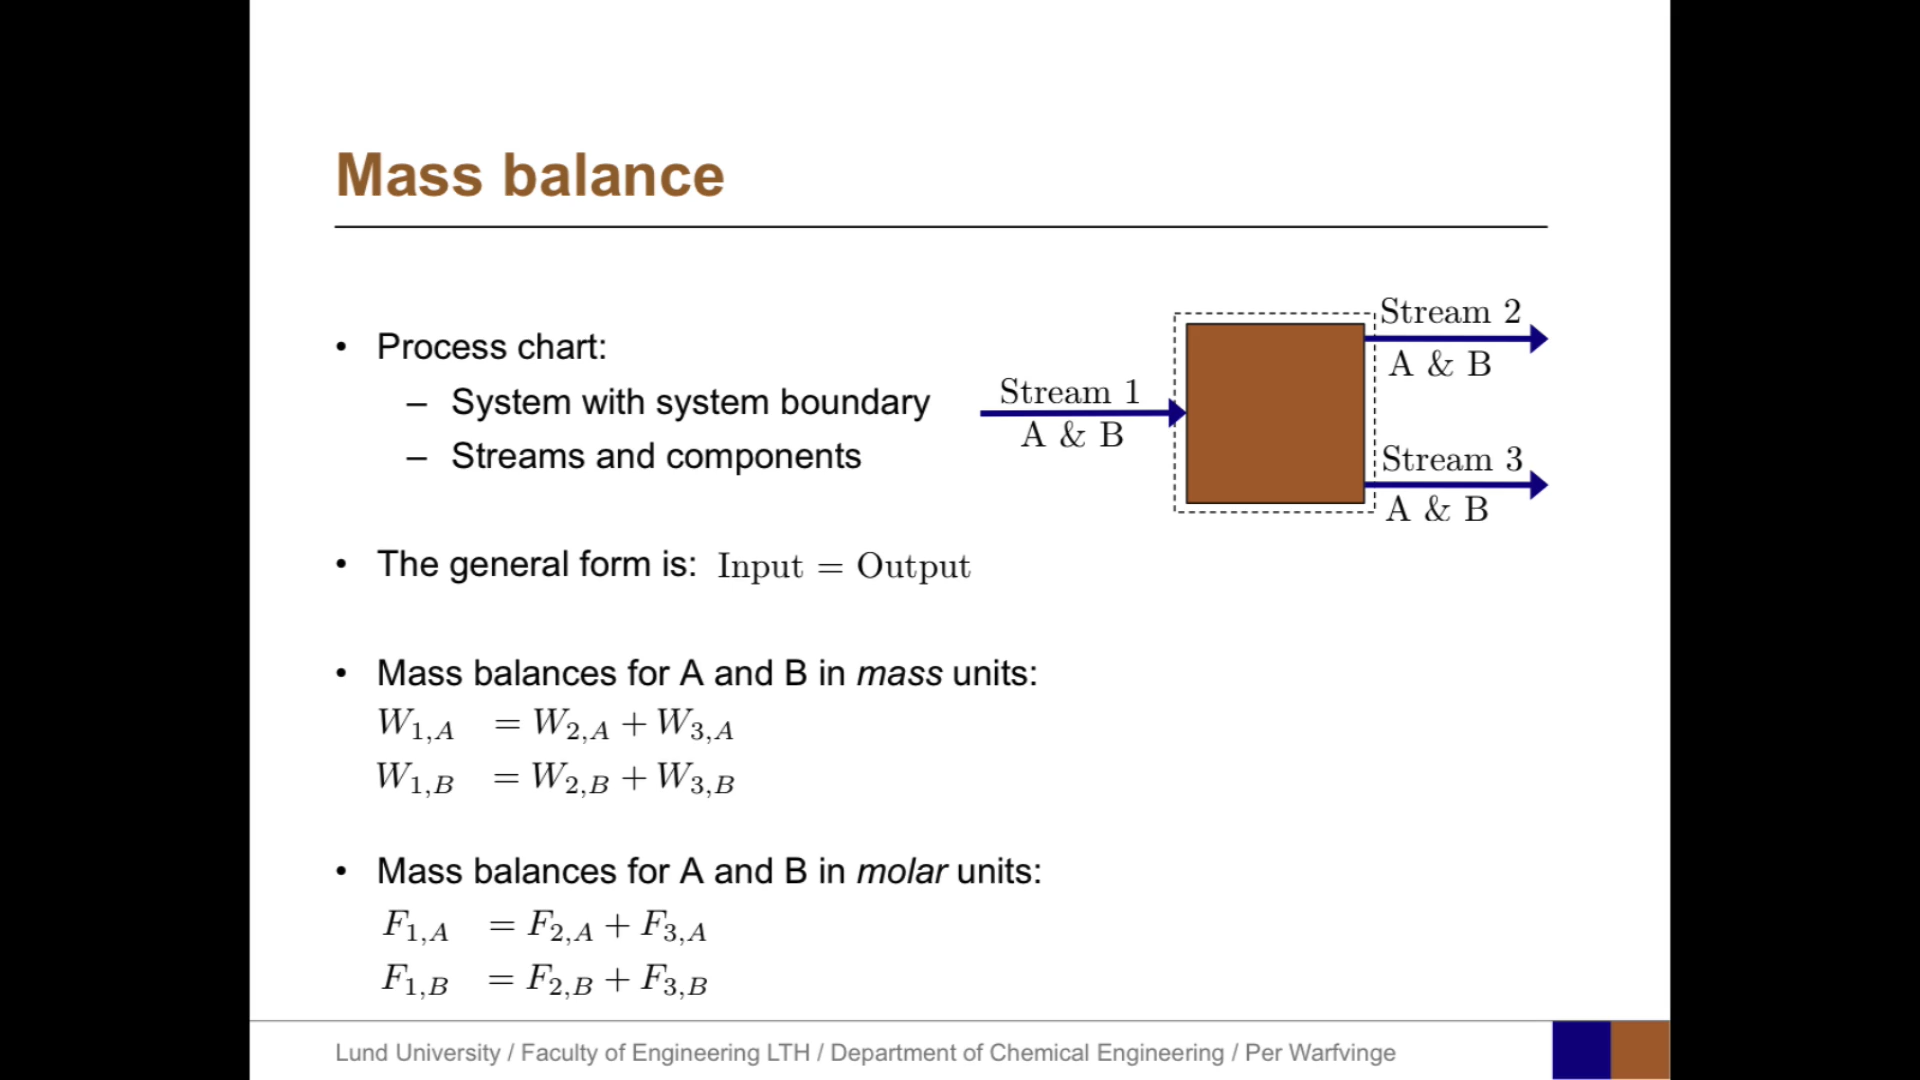 Mass balance
• Process chart:
– System with system boundary
– Streams and components
Stream 1
A & B
Stream 2
A & B
Stream 3
A & B
• The general form is: Input = Output
• Mass balances for A and B in mass units:
W1,A = W2,A + W3,A
W1,B = W2,B + W3,B
• Mass balances for A and B in molar units:
F1,A = F2,A + F3,A
F1,B = F2,B + F3,B
Lund University / Faculty of Engineering LTH / Department of Chemical Engineering / Per Warfvinge